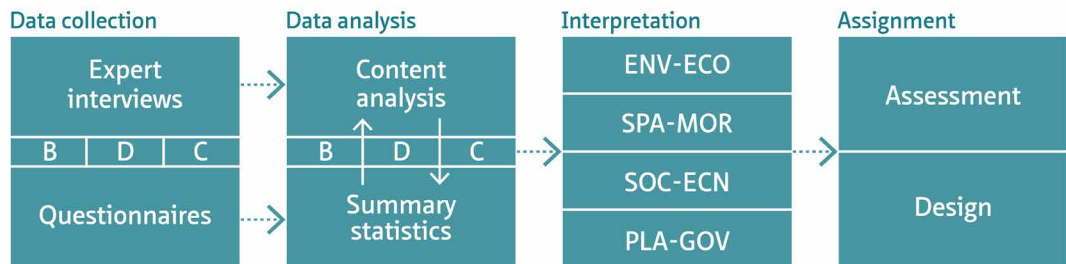 Data collection
Expert
interviews
B D C
Questionnaires
Data analysis
Content
analysis
B D C
Summary
statistics
Interpretation
ENV-ECO
SPA-MOR
SOC-ECN
PLA-GOV
Assignment
Assessment
Design